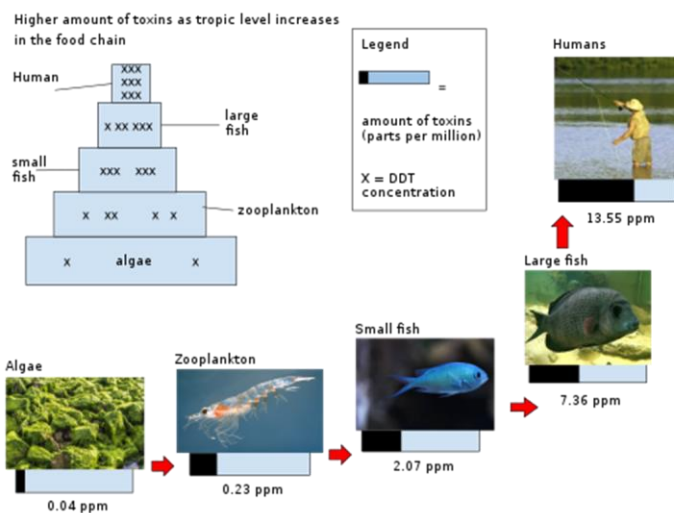 Higher amount of toxins as tropic level increases
in the food chain
Human
XXX
XXX
XXX
large
fish
X XX XXX
small
fish
XXX XXX
zooplankton
X XX X X
X algae X
Legend
=
amount of toxins
(parts per million)
X = DDT
concentration
Humans
13.55 ppm
Large fish
7.36 ppm
Small fish
2.07 ppm
Zooplankton
0.23 ppm
Algae
0.04 ppm